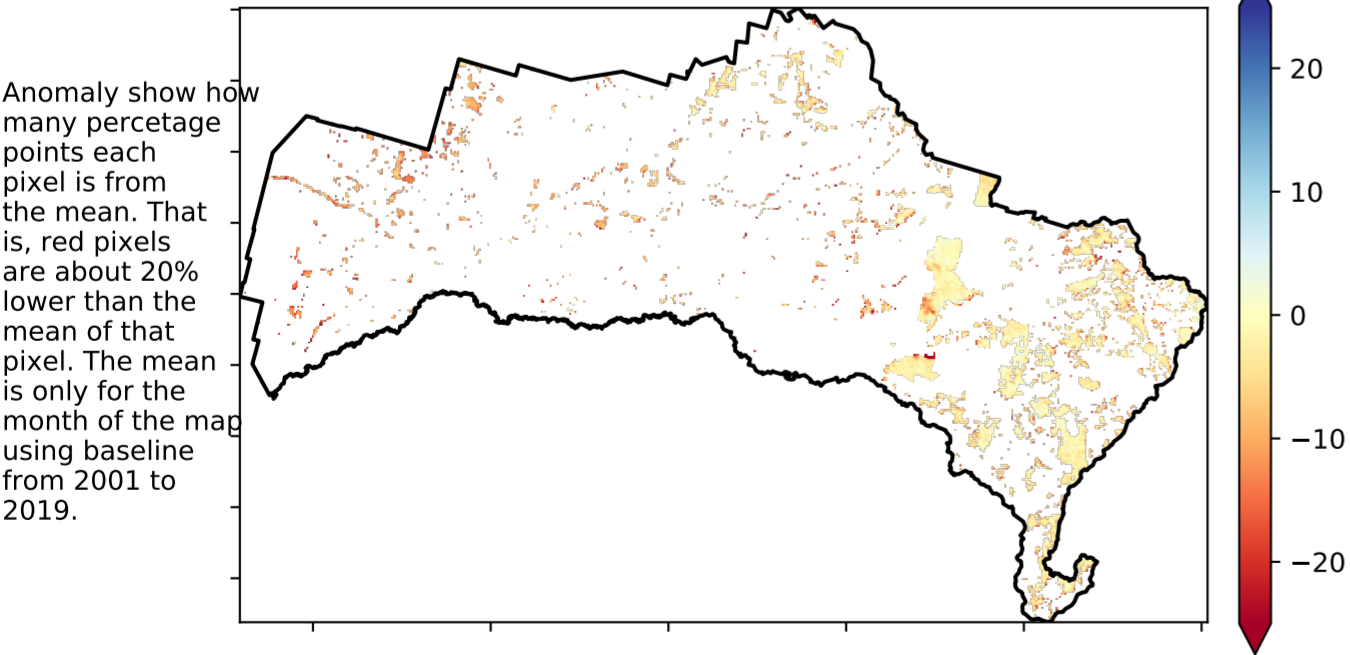 Anomaly show how
many percetage
points each
pixel is from
the mean. That
is, red pixels
are about 20%
lower than the
mean of that
pixel. The mean
is only for the
month of the map
using baseline
from 2001 to
2019.
20
10
0
−10
−20